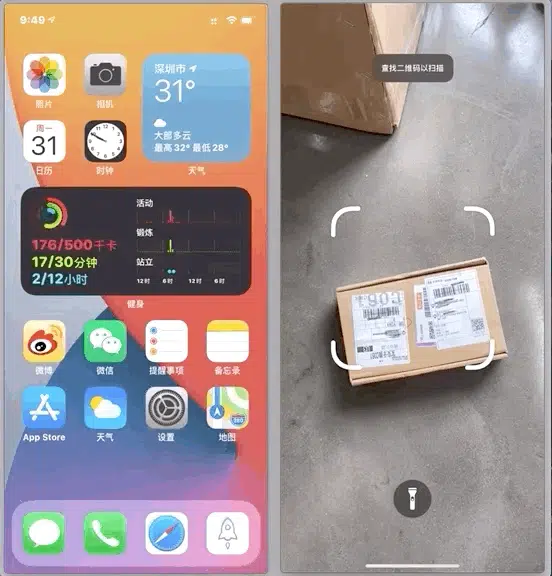 9:49
照片
相机
深圳市
31°
大部多云
最高 32° 最低 28°
天气
周一
31
日历
时钟
176/500千卡
17/30分钟
2/12小时
活动
锻炼
站立
12时 6时 12时 6时
健身
微博
微信
提醒事项
备忘录
App Store
天气
设置
地图
查找二维码以扫描